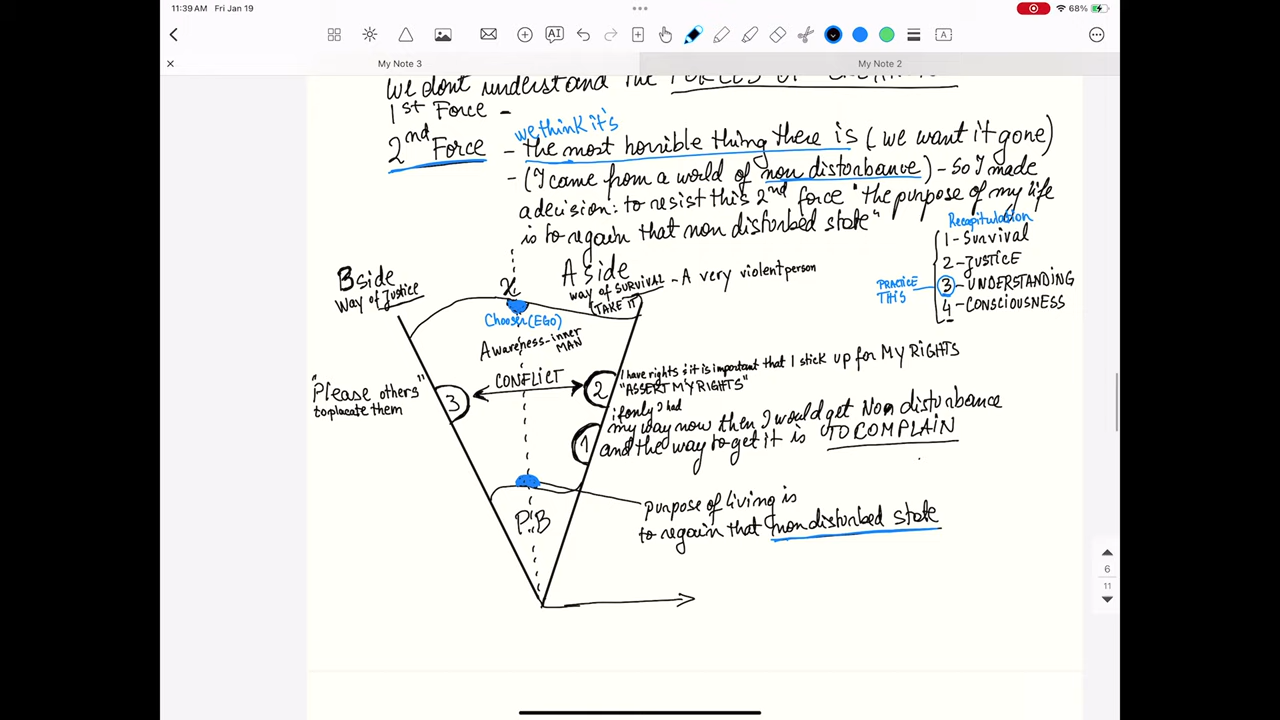 11:39 AM Fri Jan 19
68%
My Note 3
My Note 2
We dont understand the FORCES OF
1st Force -
we think it's
2nd Force - the most horrible thing there is (we want it gone)
- (I came from a world of non disturbance) - So I made
a decision: to resist this 2nd force "the purpose of my life
is to regain that non disturbed state"
Recapitulation
1 - Survival
2 - JUSTICE
PRACTICE THIS
3 - UNDERSTANDING
4 - CONSCIOUSNESS
B side
Way of Justice
X
A side
way of SURVIVAL - A very violent person
(TAKE IT)
Chooser (EGO)
Awareness - inner
MAN
CONFLICT
"Please others"
to placate them
3
2
I have rights & it is important that I stick up for MY RIGHTS
"ASSERT MY RIGHTS"
if only I had
my way now then I would get Non disturbance
1
and the way to get it is TO COMPLAIN
purpose of living is
to regain that non disturbed state
P.B
6
11